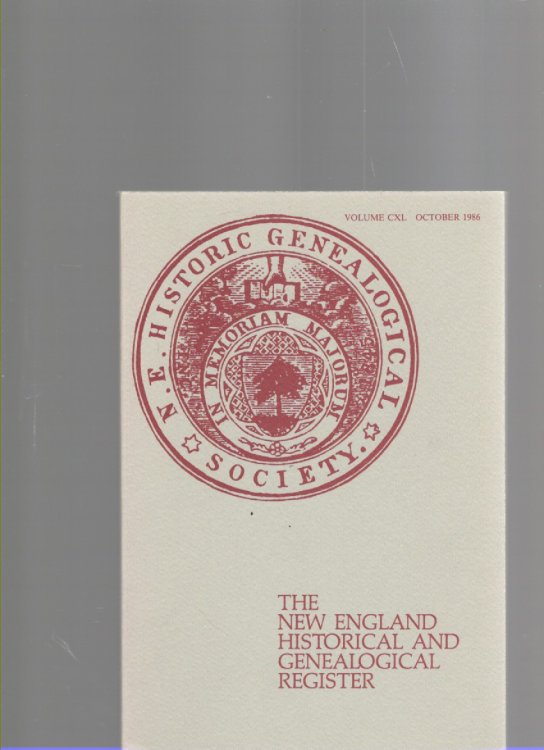 VOLUME CXL OCTOBER 1986
N.E. HISTORIC GENEALOGICAL SOCIETY.
IN MEMORIAM MAJORUM
THE
NEW ENGLAND
HISTORICAL AND
GENEALOGICAL
REGISTER